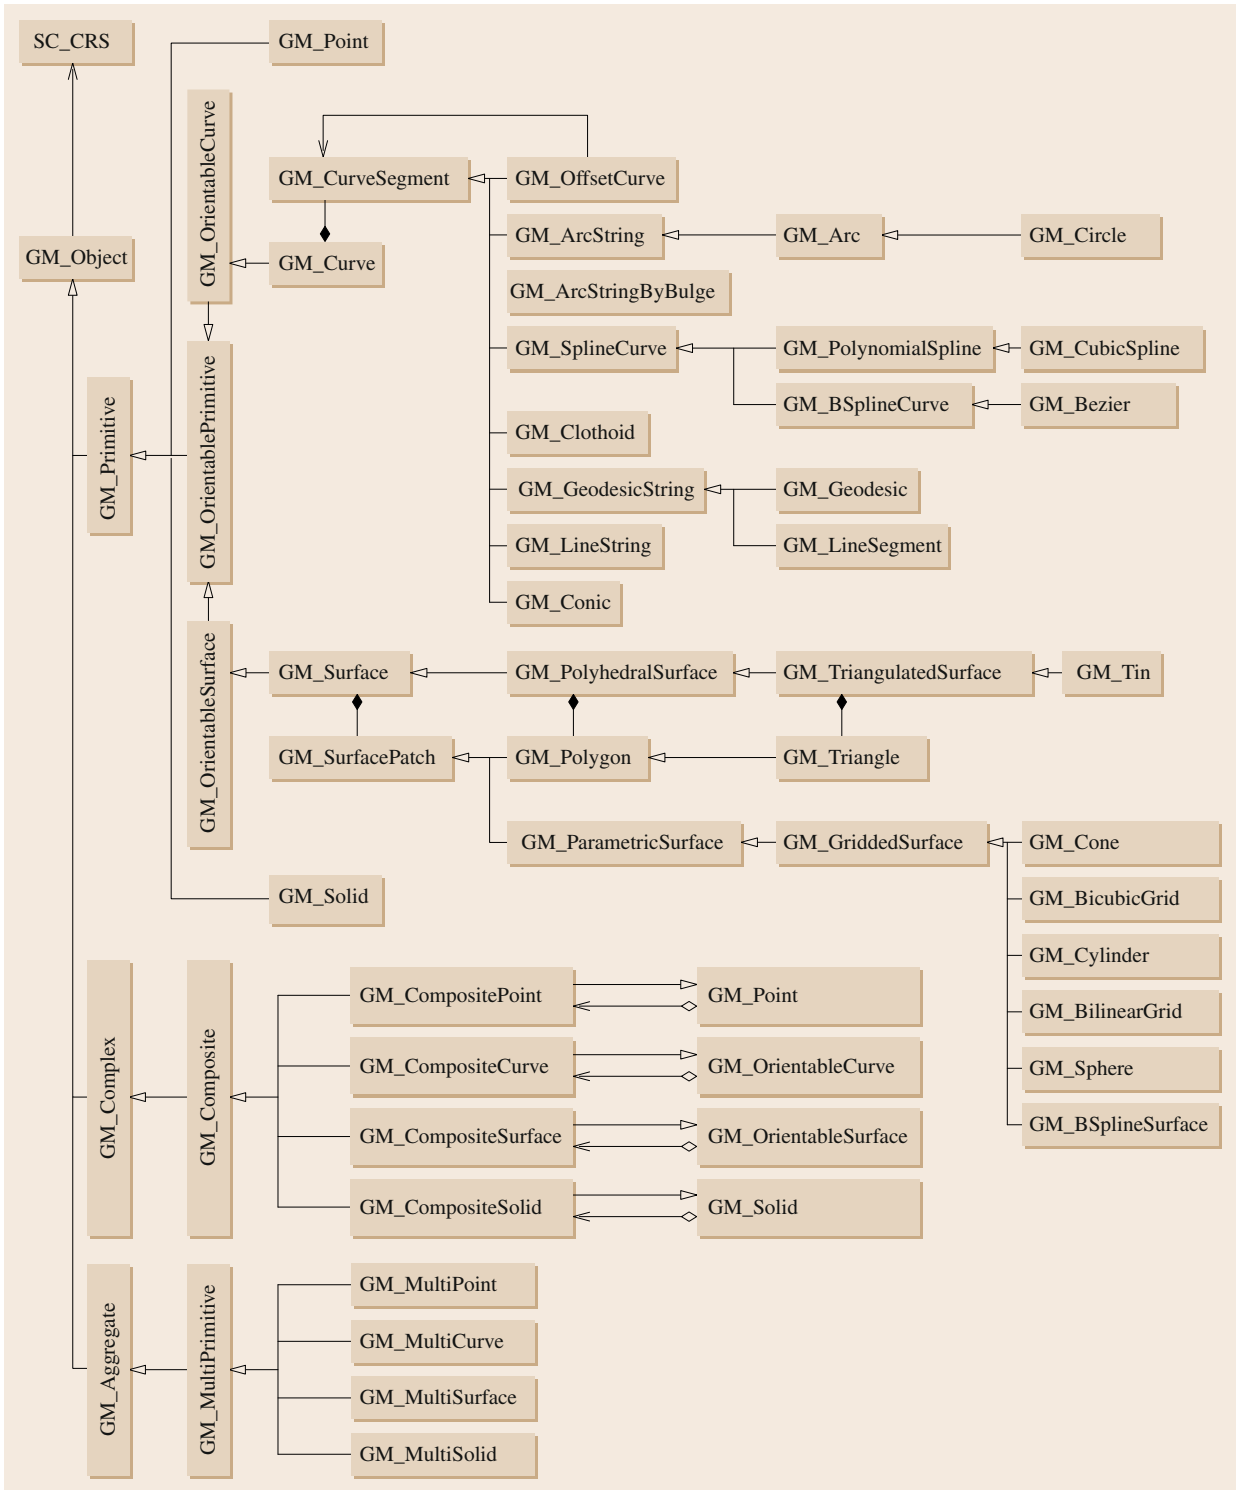 SC_CRS
GM_Point
GM_OrientableCurve
GM_CurveSegment
GM_OffsetCurve
GM_Object
GM_Curve
GM_ArcString
GM_Arc
GM_Circle
GM_ArcStringByBulge
GM_SplineCurve
GM_PolynomialSpline
GM_CubicSpline
GM_BSplineCurve
GM_Bezier
GM_Primitive
GM_OrientablePrimitive
GM_Clothoid
GM_GeodesicString
GM_Geodesic
GM_LineString
GM_LineSegment
GM_Conic
GM_OrientableSurface
GM_Surface
GM_PolyhedralSurface
GM_TriangulatedSurface
GM_Tin
GM_SurfacePatch
GM_Polygon
GM_Triangle
GM_ParametricSurface
GM_GriddedSurface
GM_Cone
GM_Solid
GM_BicubicGrid
GM_Cylinder
GM_BilinearGrid
GM_Sphere
GM_BSplineSurface
GM_Complex
GM_Composite
GM_CompositePoint
GM_Point
GM_CompositeCurve
GM_OrientableCurve
GM_CompositeSurface
GM_OrientableSurface
GM_CompositeSolid
GM_Solid
GM_Aggregate
GM_MultiPrimitive
GM_MultiPoint
GM_MultiCurve
GM_MultiSurface
GM_MultiSolid